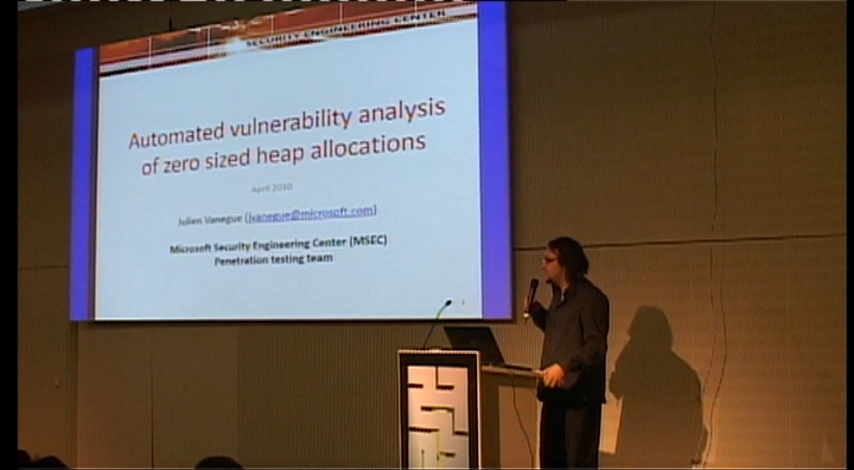 SECURITY ENGINEERING CENTER
Automated vulnerability analysis
of zero sized heap allocations
April 2010
Julien Vanegue (jvanegue@microsoft.com)
Microsoft Security Engineering Center (MSEC)
Penetration testing team
1